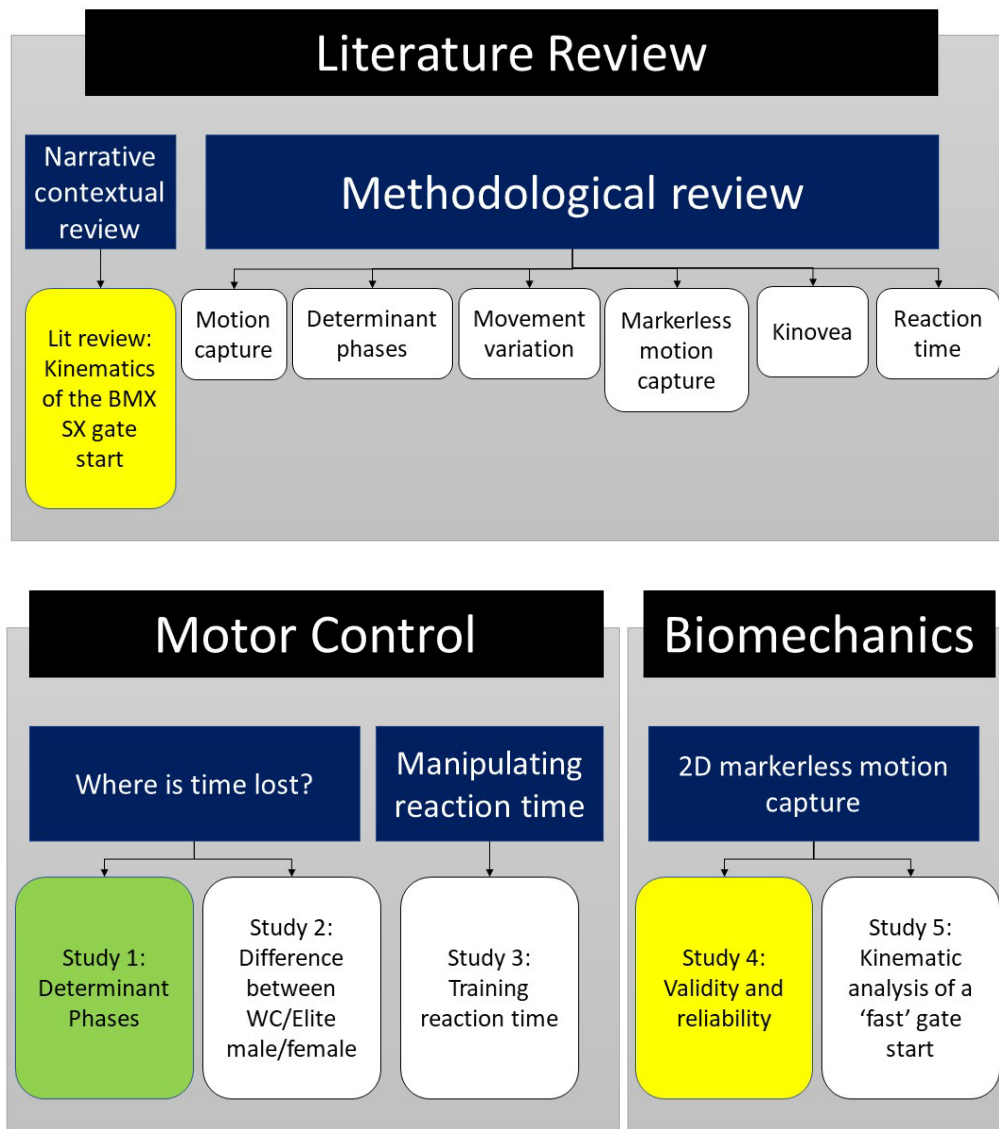 Literature Review
Narrative
contextual
review
Methodological review
Lit review:
Kinematics
of the BMX
SX gate
start
Motion
capture
Determinant
phases
Movement
variation
Markerless
motion
capture
Kinovea
Reaction
time
Motor Control
Where is time lost?
Manipulating
reaction time
Study 1:
Determinant
Phases
Study 2:
Difference
between
WC/Elite
male/female
Study 3:
Training
reaction time
Biomechanics
2D markerless motion
capture
Study 4:
Validity and
reliability
Study 5:
Kinematic
analysis of a
‘fast’ gate
start